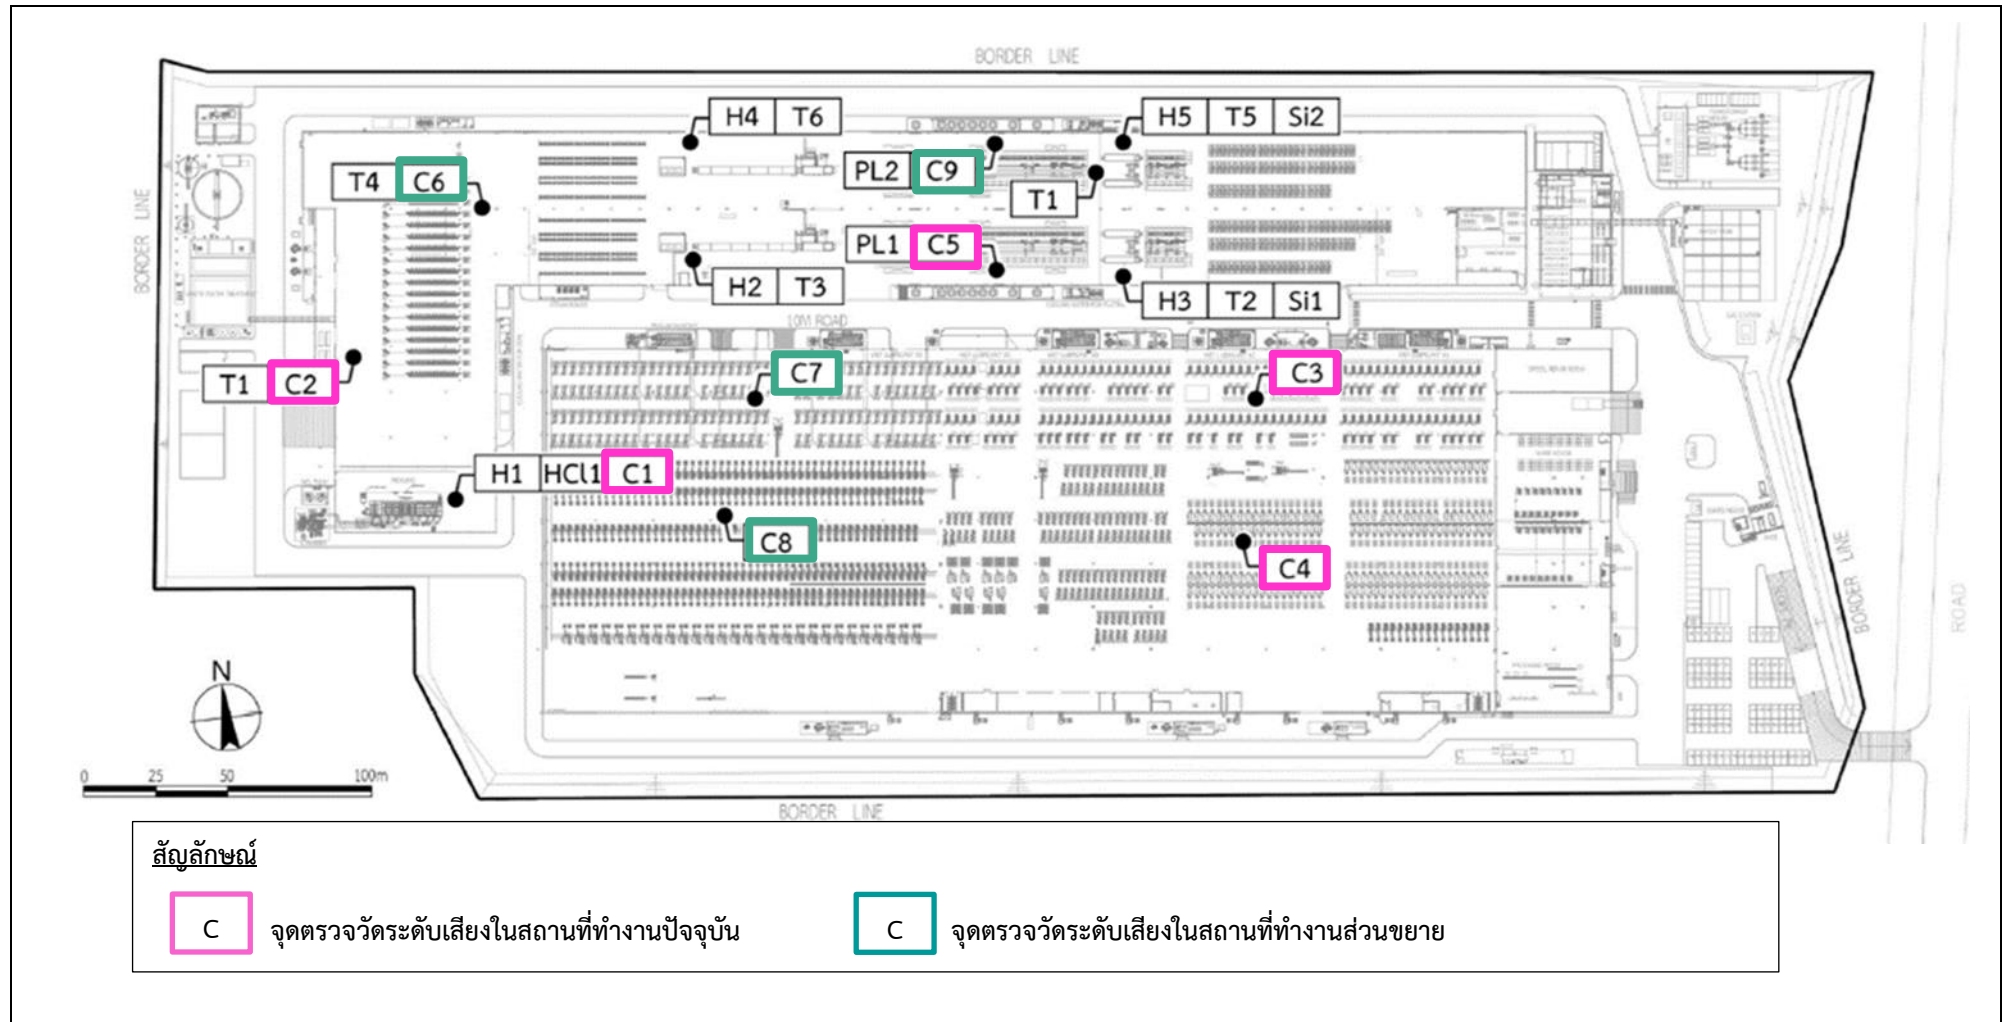 BORDER LINE
H4 T6
H5 T5 Si2
T4 C6
PL2 C9
T1
BORDER LINE
PL1 C5
H2 T3
H3 T2 Si1
10M ROAD
T1 C2
C7
C3
H1 HCl1 C1
C8
C4
BORDER LINE
ROAD
N
0 25 50 100m
BORDER LINE
สัญลักษณ์
C จุดตรวจวัดระดับเสียงในสถานที่ทำงานปัจจุบัน
C จุดตรวจวัดระดับเสียงในสถานที่ทำงานส่วนขยาย